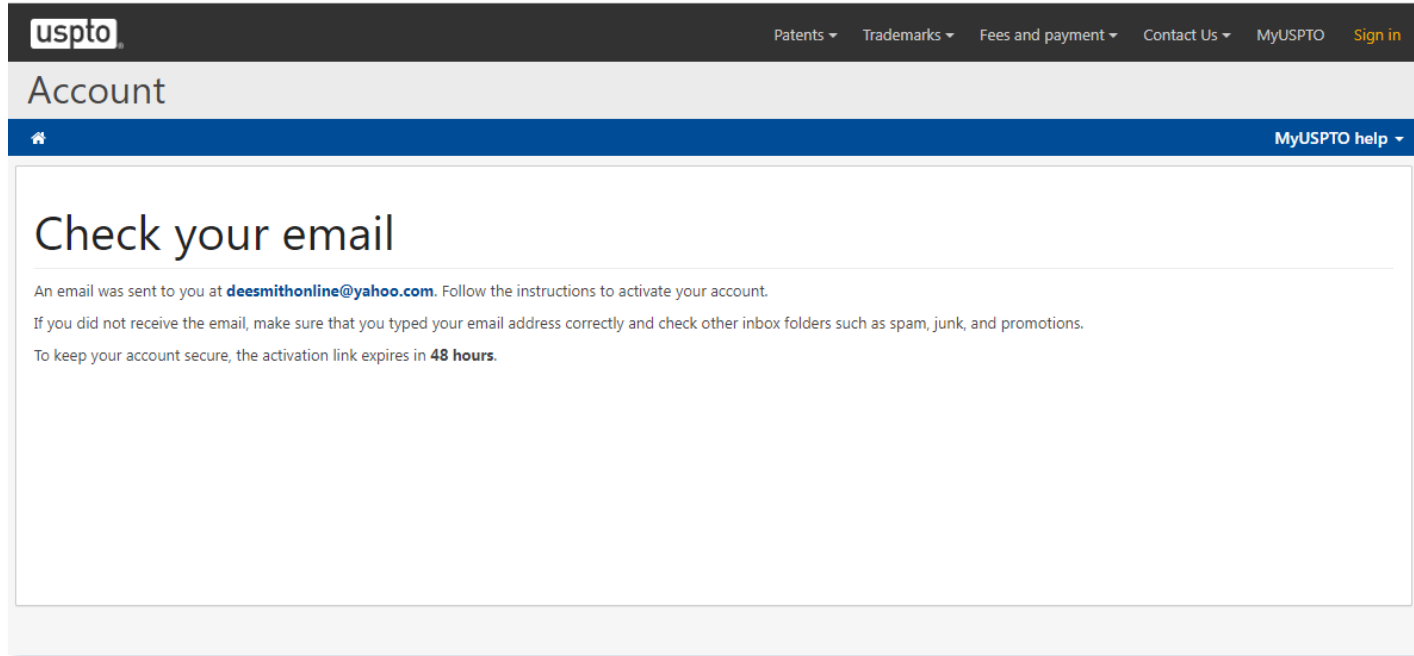 uspto
Patents Trademarks Fees and payment Contact Us MyUSPTO Sign in
Account
MyUSPTO help
Check your email
An email was sent to you at deesmithonline@yahoo.com. Follow the instructions to activate your account.
If you did not receive the email, make sure that you typed your email address correctly and check other inbox folders such as spam, junk, and promotions.
To keep your account secure, the activation link expires in 48 hours.